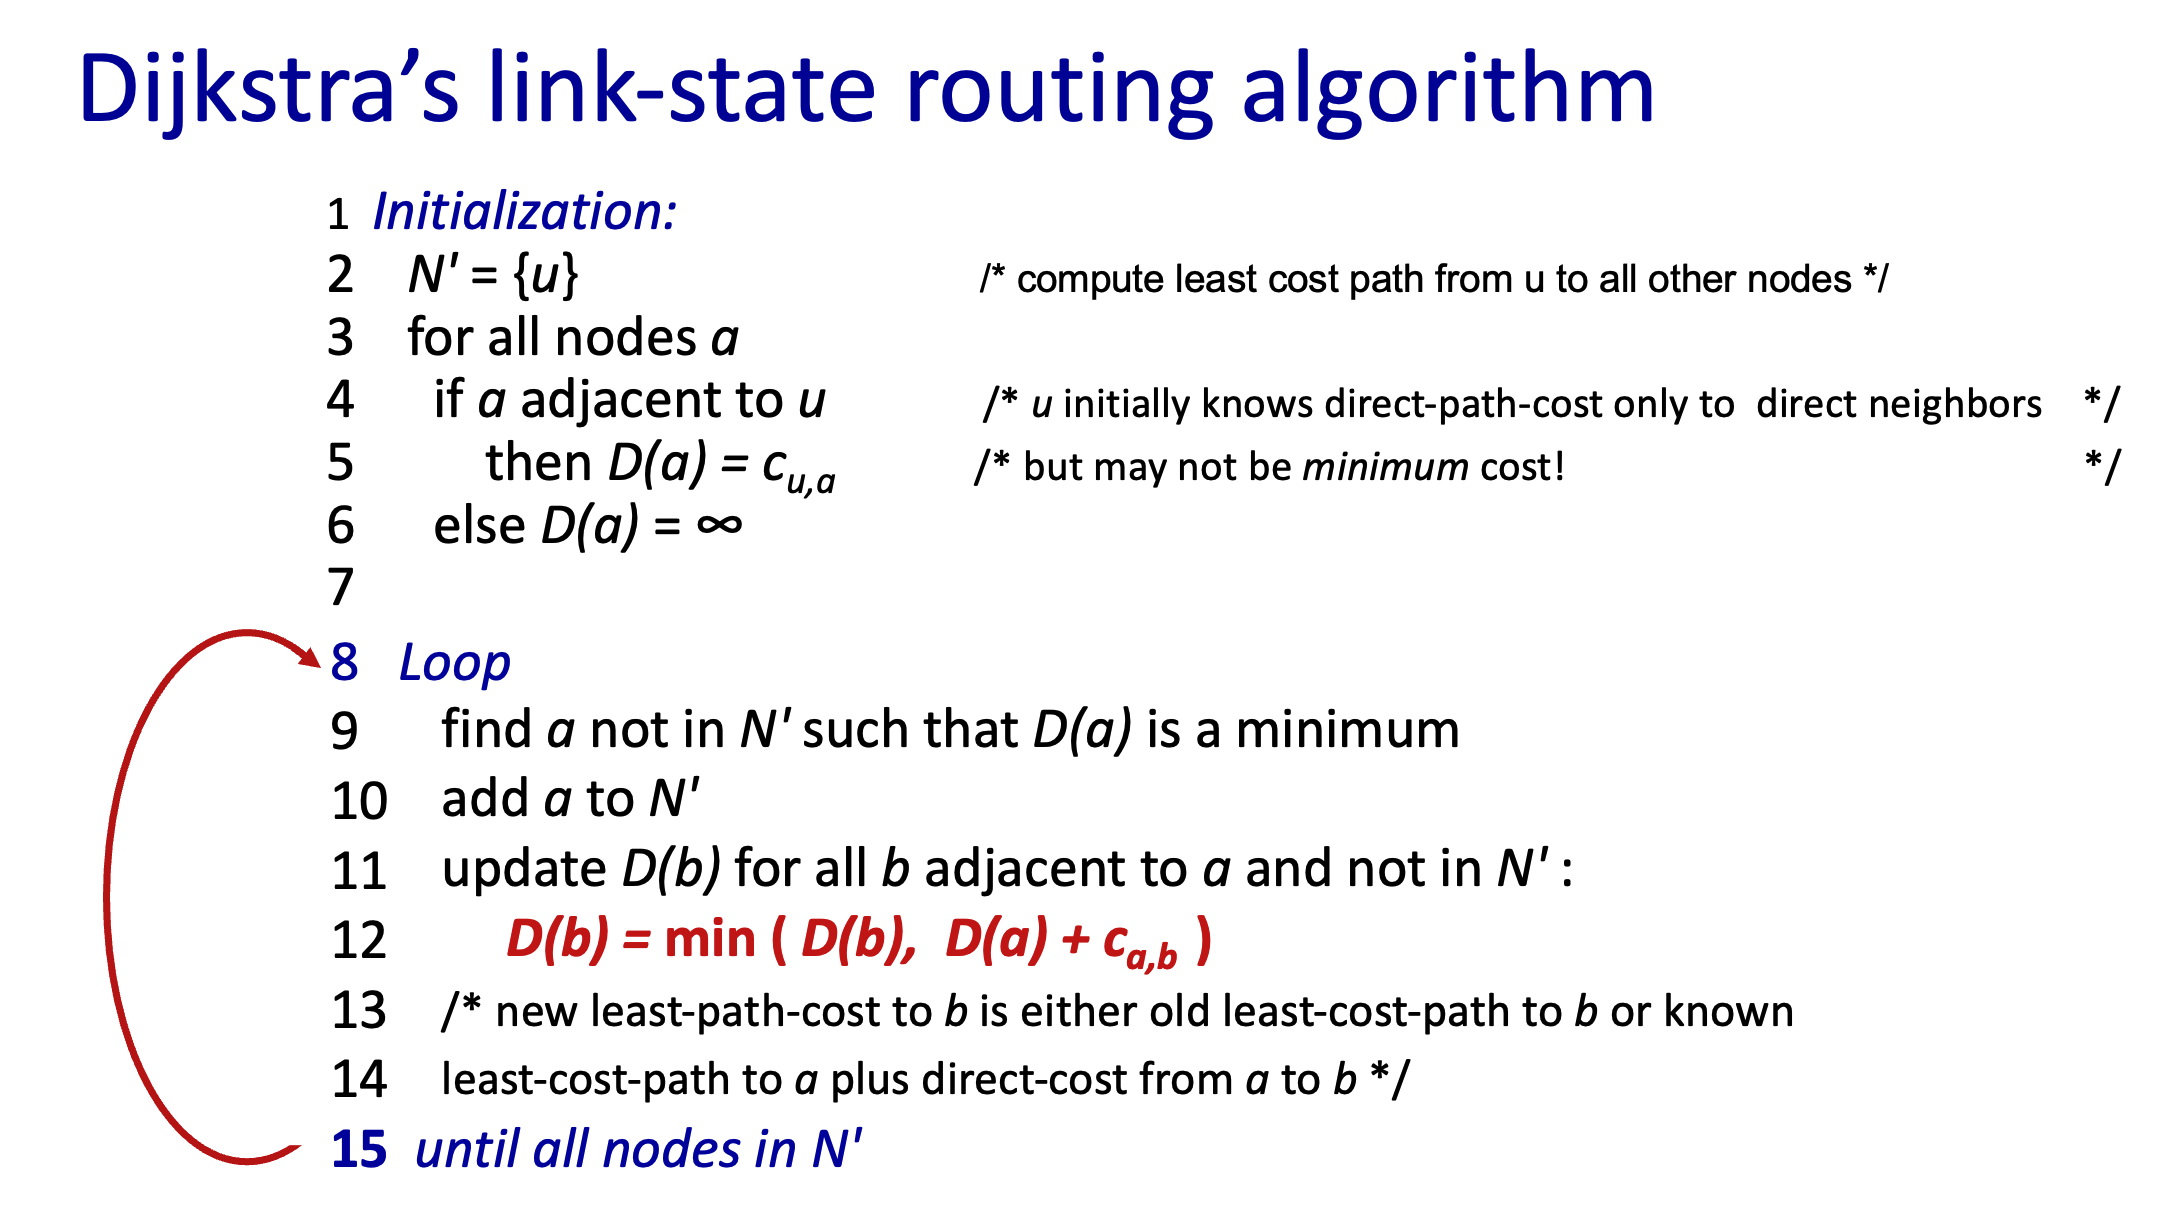 Dijkstra’s link-state routing algorithm
1 Initialization:
2 N' = {u} /* compute least cost path from u to all other nodes */
3 for all nodes a
4 if a adjacent to u /* u initially knows direct-path-cost only to direct neighbors */
5 then D(a) = cu,a /* but may not be minimum cost! */
6 else D(a) = ∞
7
8 Loop
9 find a not in N' such that D(a) is a minimum
10 add a to N'
11 update D(b) for all b adjacent to a and not in N' :
12 D(b) = min ( D(b), D(a) + ca,b )
13 /* new least-path-cost to b is either old least-cost-path to b or known
14 least-cost-path to a plus direct-cost from a to b */
15 until all nodes in N'